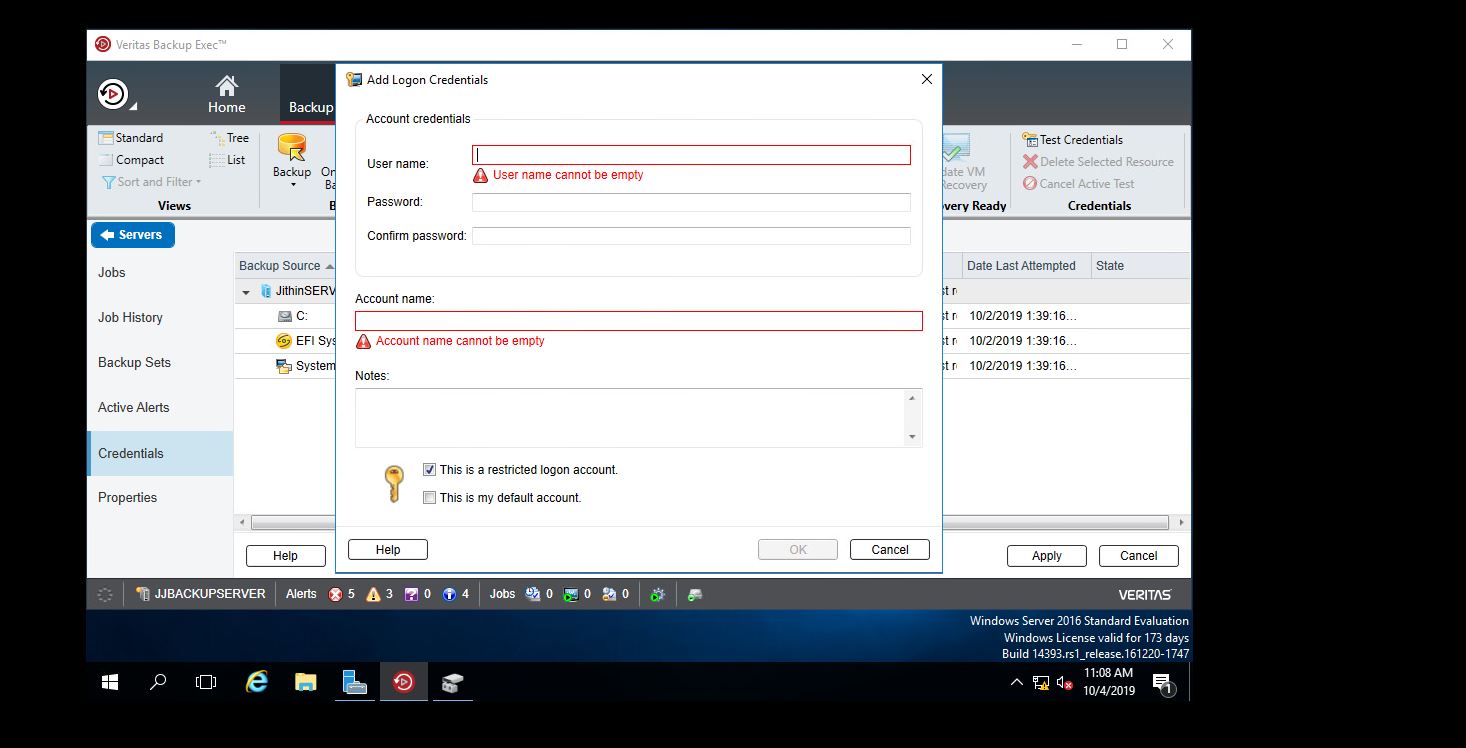 Veritas Backup Exec™
Add Logon Credentials
Home
Backup
Standard
Compact
Sort and Filter
Tree
List
Views
Backup
Account credentials
User name:
User name cannot be empty
Password:
Confirm password:
Account name:
Account name cannot be empty
Notes:
This is a restricted logon account.
This is my default account.
Help
OK
Cancel
date VM
Recovery
very Ready
Test Credentials
Delete Selected Resource
Cancel Active Test
Credentials
Servers
Jobs
Job History
Backup Sets
Active Alerts
Credentials
Properties
Backup Source
Date Last Attempted
State
JithinSERV
C:
10/2/2019 1:39:16...
EFI Sys
10/2/2019 1:39:16...
System
10/2/2019 1:39:16...
Help
Apply
Cancel
JJBACKUPSERVER
Alerts
5
3
0
4
Jobs
0
0
0
VERITAS
Windows Server 2016 Standard Evaluation
Windows License valid for 173 days
Build 14393.rs1_release.161220-1747
11:08 AM
10/4/2019
1